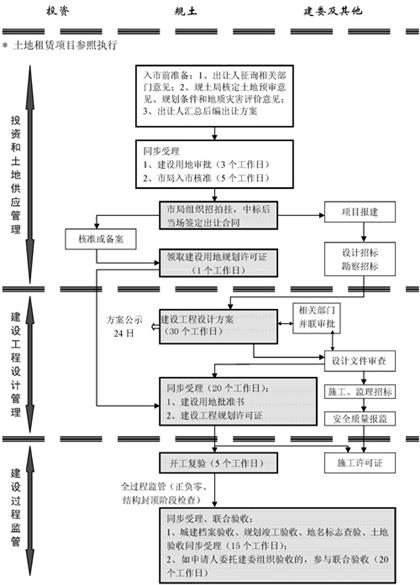 投资
规土
建委及其他
* 土地租赁项目参照执行
投资和土地供应管理
入市前准备：1、出让人征询相关部
门意见；2、规土局核定土地预审意
见、规划条件和地质灾害评价意见；
3、出让人汇总后编出让方案
同步受理
1、建设用地审批（3 个工作日）
2、市局入市核准（5 个工作日）
市局组织招拍挂，中标后
当场签定出让合同
项目报建
核准或备案
领取建设用地规划许可证
（1 个工作日）
设计招标
勘察招标
建设工程设计管理
方案公示
24 日
建设工程设计方案
（30 个工作日）
相关部门
并联审批
设计文件审查
同步受理（20 个工作日）：
1、建设用地批准书
2、建设工程规划许可证
施工、监理招标
安全质量报监
建设过程监管
开工复验（5 个工作日）
施工许可证
全过程监管（正负零、
结构封顶阶段检查）
同步受理、联合验收：
1、城建档案验收、规划竣工验收、地名标志查验、土地
验收同步受理（15 个工作日）；
2、如申请人委托建委组织验收的，参与联合验收（20
个工作日）